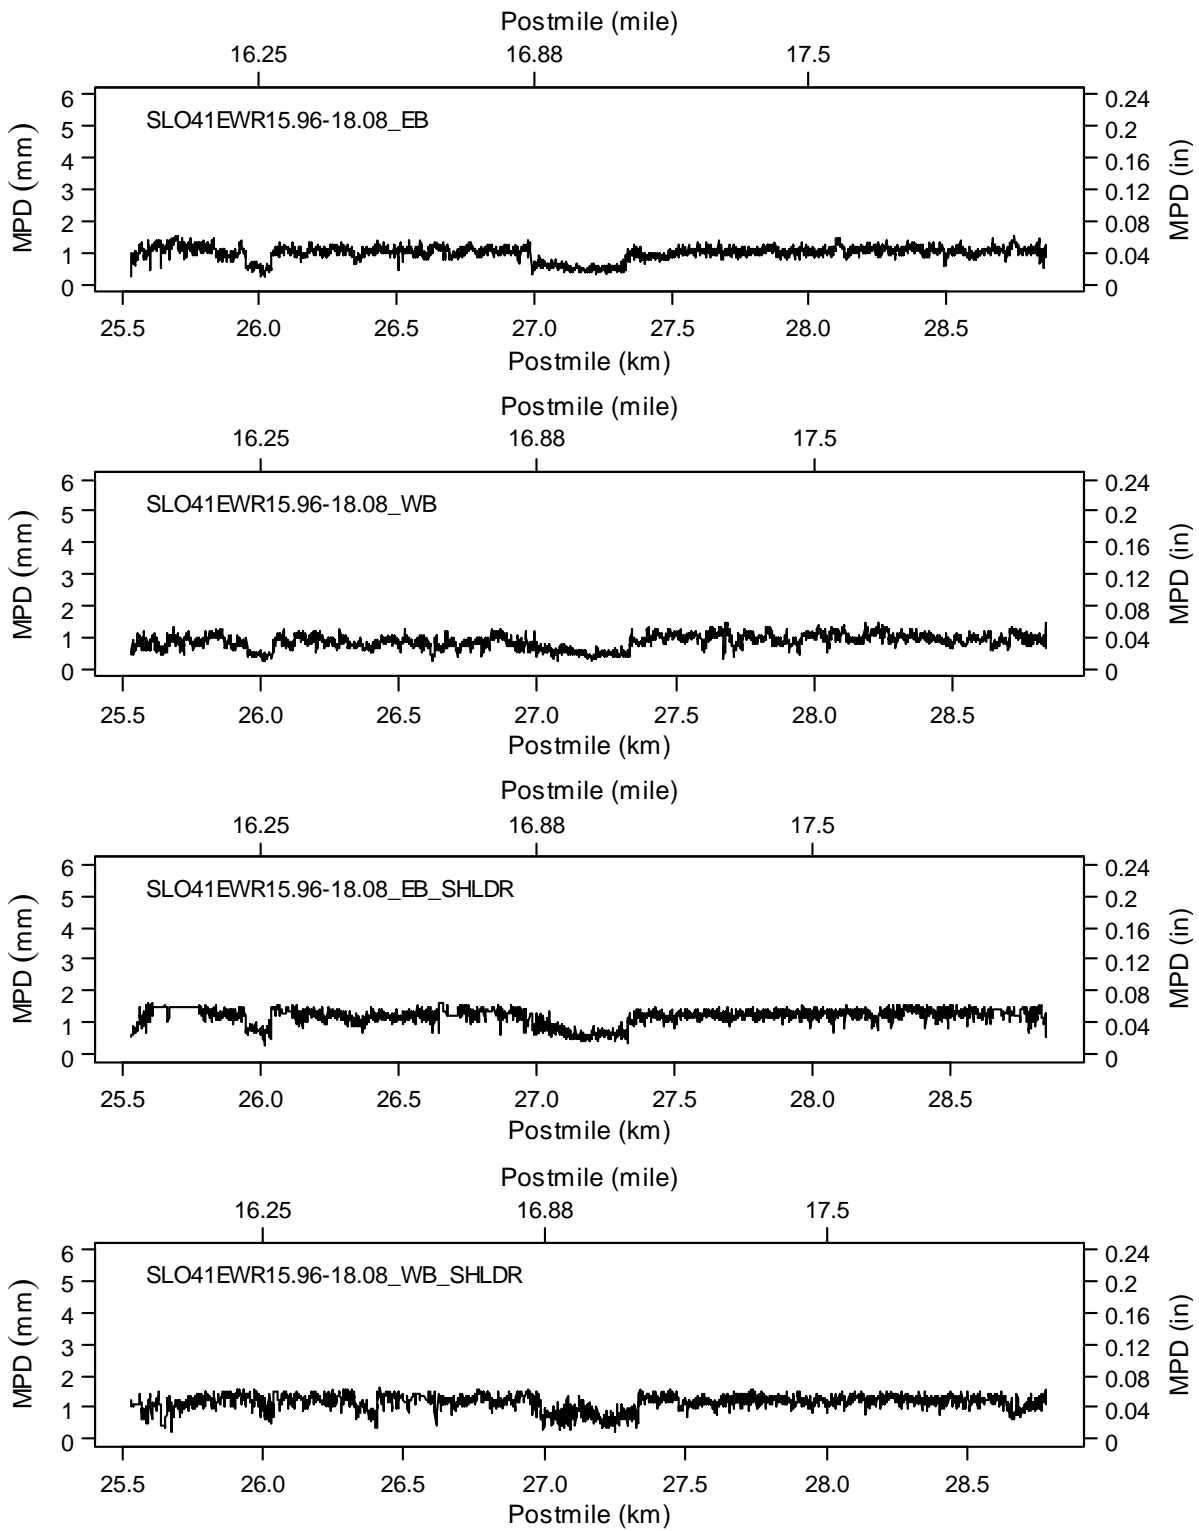 Postmile (mile)
16.25 16.88 17.5
SLO41EWR15.96-18.08_EB
MPD (mm)
6
5
4
3
2
1
0
0.24
0.2
0.16
0.12
0.08
0.04
0
MPD (in)
25.5 26.0 26.5 27.0 27.5 28.0 28.5
Postmile (km)
Postmile (mile)
16.25 16.88 17.5
SLO41EWR15.96-18.08_WB
MPD (mm)
6
5
4
3
2
1
0
0.24
0.2
0.16
0.12
0.08
0.04
0
MPD (in)
25.5 26.0 26.5 27.0 27.5 28.0 28.5
Postmile (km)
Postmile (mile)
16.25 16.88 17.5
SLO41EWR15.96-18.08_EB_SHLDR
MPD (mm)
6
5
4
3
2
1
0
0.24
0.2
0.16
0.12
0.08
0.04
0
MPD (in)
25.5 26.0 26.5 27.0 27.5 28.0 28.5
Postmile (km)
Postmile (mile)
16.25 16.88 17.5
SLO41EWR15.96-18.08_WB_SHLDR
MPD (mm)
6
5
4
3
2
1
0
0.24
0.2
0.16
0.12
0.08
0.04
0
MPD (in)
25.5 26.0 26.5 27.0 27.5 28.0 28.5
Postmile (km)